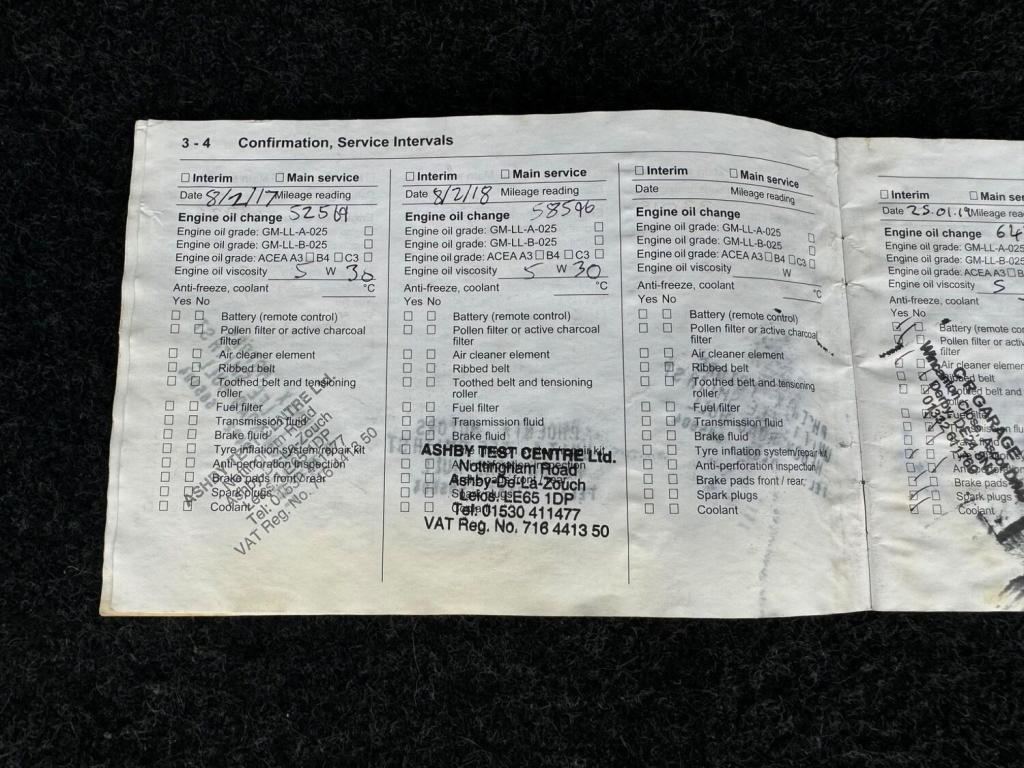 3 - 4 Confirmation, Service Intervals
☐ Interim ☐ Main service
Date 8/2/17 Mileage reading
Engine oil change
Engine oil grade: GM-LL-A-025 ☐
Engine oil grade: GM-LL-B-025 ☐
Engine oil grade: ACEA A3 ☐ B4 ☐ C3 ☐
Engine oil viscosity 5 W 30
Anti-freeze, coolant °C
Yes No
☐ ☐ Battery (remote control)
☐ ☐ Pollen filter or active charcoal
filter
☐ ☐ Air cleaner element
☐ ☐ Ribbed belt
☐ ☐ Toothed belt and tensioning
roller
☐ ☐ Fuel filter
☐ ☐ Transmission fluid
☐ ☐ Brake fluid
☐ ☐ Tyre inflation system/repair kit
☐ ☐ Anti-perforation inspection
☐ ☐ Brake pads front/rear
☐ ☐ Spark plugs
☐ ☐ Coolant
☐ Interim ☐ Main service
Date 8/2/18 Mileage reading
Engine oil change 58596
Engine oil grade: GM-LL-A-025 ☐
Engine oil grade: GM-LL-B-025 ☐
Engine oil grade: ACEA A3 ☐ B4 ☐ C3 ☐
Engine oil viscosity 5 W 30
Anti-freeze, coolant °C
Yes No
☐ ☐ Battery (remote control)
☐ ☐ Pollen filter or active charcoal
filter
☐ ☐ Air cleaner element
☐ ☐ Ribbed belt
☐ ☐ Toothed belt and tensioning
roller
☐ ☐ Fuel filter
☐ ☐ Transmission fluid
☐ ☐ Brake fluid
ASHBY TEST CENTRE Ltd.
Nottingham Road
Ashby-De-La-Zouch
Leics. LE65 1DP
Tel: 01530 411477
VAT Reg. No. 716 4413 50
☐ Interim ☐ Main service
Date Mileage reading
Engine oil change
Engine oil grade: GM-LL-A-025 ☐
Engine oil grade: GM-LL-B-025 ☐
Engine oil grade: ACEA A3 ☐ B4 ☐ C3 ☐
Engine oil viscosity W
Anti-freeze, coolant °C
Yes No
☐ ☐ Battery (remote control)
☐ ☐ Pollen filter or active charcoal
filter
☐ ☐ Air cleaner element
☐ ☐ Ribbed belt
☐ ☐ Toothed belt and tensioning
roller
☐ ☐ Fuel filter
☐ ☐ Transmission fluid
☐ ☐ Brake fluid
☐ ☐ Tyre inflation system/repair kit
☐ ☐ Anti-perforation inspection
☐ ☐ Brake pads front / rear
☐ ☐ Spark plugs
☐ ☐ Coolant
☐ Interim ☐ Main
Date 25.01.19 Mileage
Engine oil change
Engine oil grade: GM-LL-A-025
Engine oil grade: GM-LL-B-025
Engine oil grade: ACEA A3 ☐
Engine oil viscosity 5
Anti-freeze, coolant
Yes No
Battery (remote
Pollen filter or
filter
Air cleaner
belt
Brake pads
Spark plugs
Coolant
GARAGE